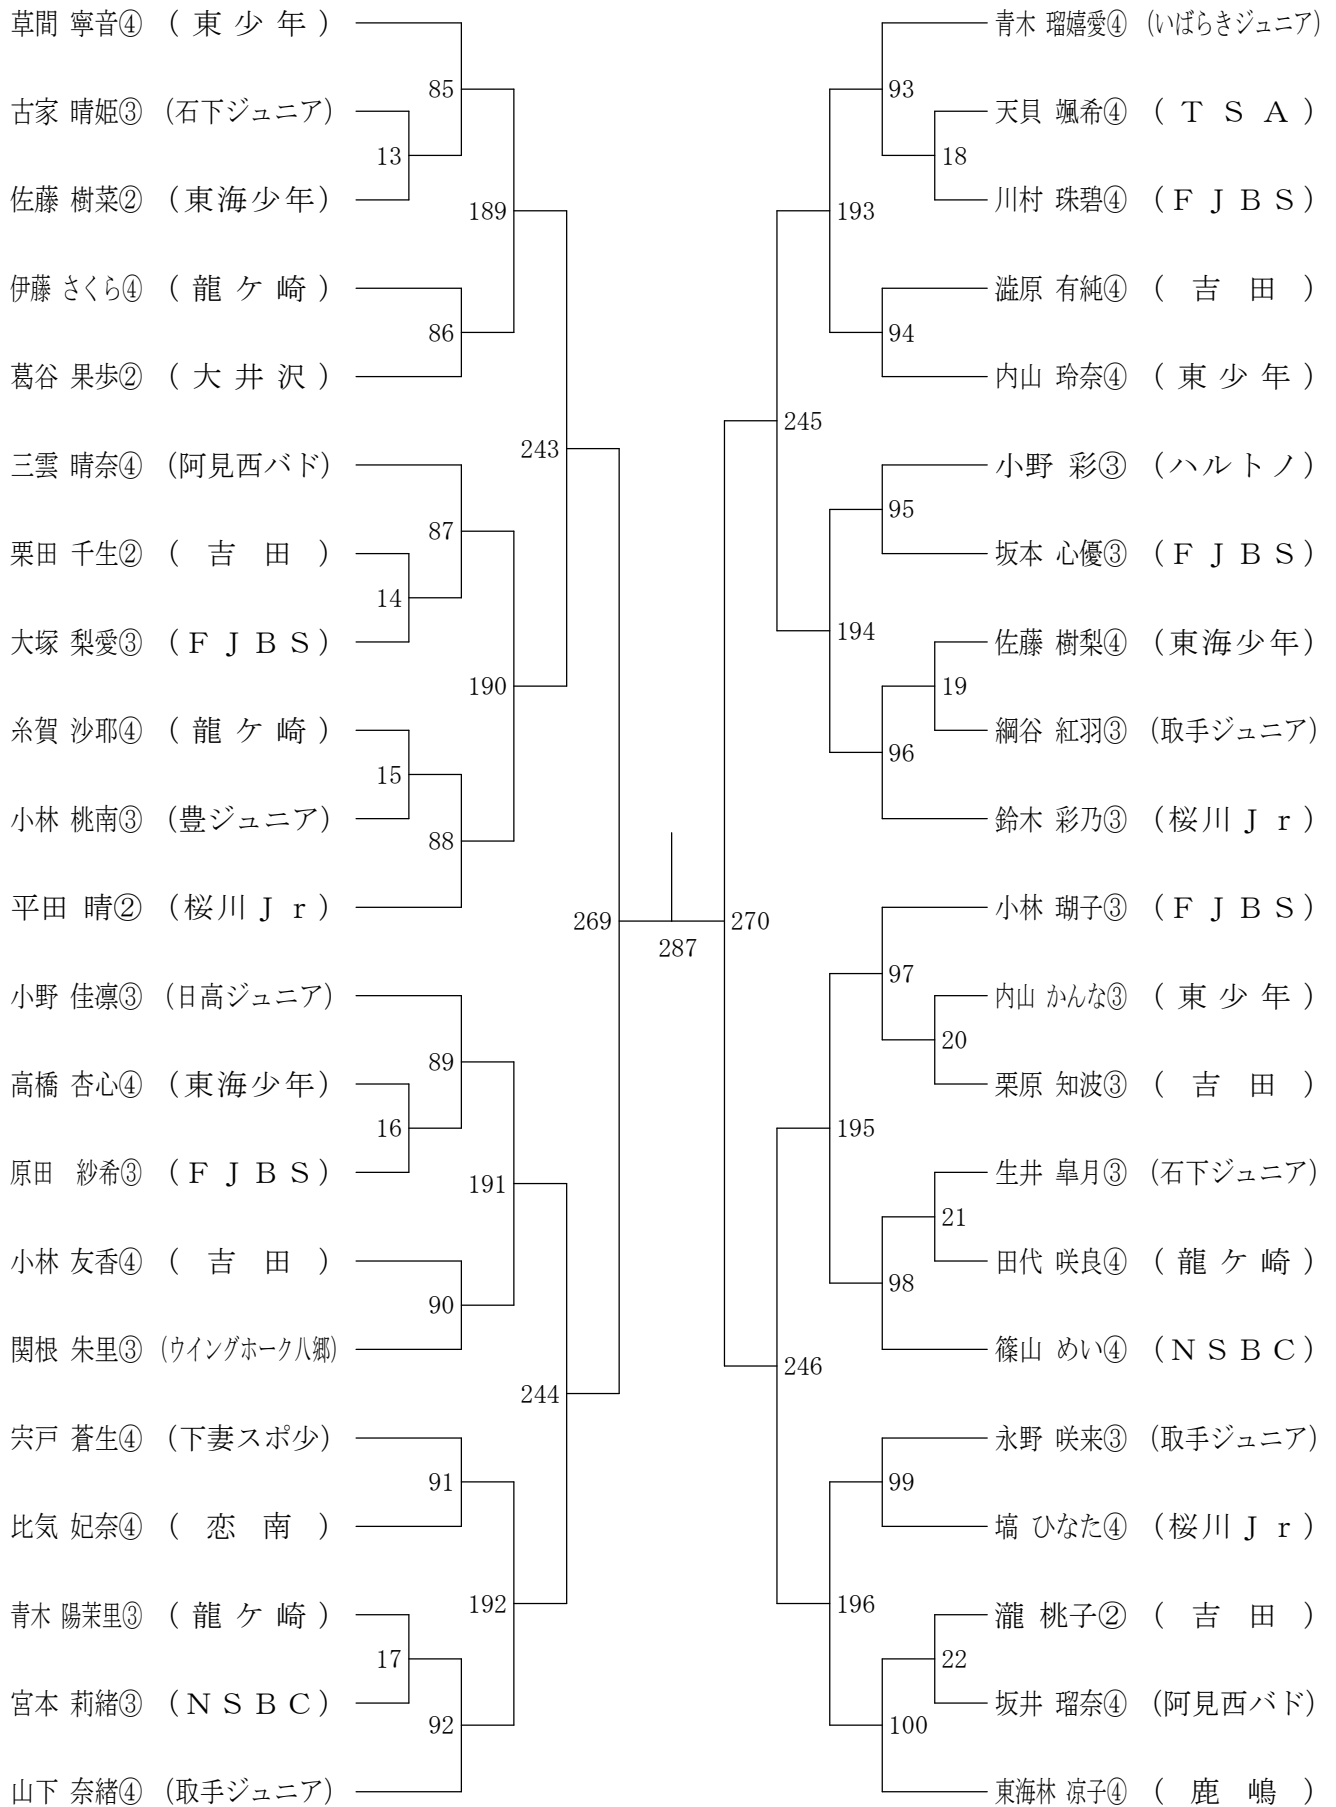 草間 寧音④ (東少年)
85
古家 晴姫③ (石下ジュニア)
13
佐藤 樹菜② (東海少年)
189
伊藤 さくら④ (龍ケ崎)
86
葛谷 果歩② (大井沢)
243
三雲 晴奈④ (阿見西バド)
87
栗田 千生② (吉田)
14
大塚 梨愛③ (FJBS)
190
糸賀 沙耶④ (龍ケ崎)
15
小林 桃南③ (豊ジュニア)
88
平田 晴② (桜川Jr)
269
小野 佳凛③ (日高ジュニア)
89
高橋 杏心④ (東海少年)
16
原田 紗希③ (FJBS)
191
小林 友香④ (吉田)
90
関根 朱里③ (ウイングホーク八郷)
244
宍戸 蒼生④ (下妻スポ少)
91
比気 妃奈④ (恋南)
青木 陽茉里③ (龍ケ崎)
192
17
宮本 莉緒③ (NSBC)
92
山下 奈緒④ (取手ジュニア)
287
青木 瑠嬉愛④ (いばらきジュニア)
93
天貝 颯希④ (TSA)
18
川村 珠碧④ (FJBS)
193
澁原 有純④ (吉田)
94
内山 玲奈④ (東少年)
245
小野 彩③ (ハルトノ)
95
坂本 心優③ (FJBS)
194
佐藤 樹梨④ (東海少年)
19
綱谷 紅羽③ (取手ジュニア)
96
鈴木 彩乃③ (桜川Jr)
小林 瑚子③ (FJBS)
270
97
内山 かんな③ (東少年)
20
栗原 知波③ (吉田)
195
生井 皐月③ (石下ジュニア)
21
田代 咲良④ (龍ケ崎)
98
篠山 めい④ (NSBC)
246
永野 咲来③ (取手ジュニア)
99
塙 ひなた④ (桜川Jr)
196
瀧 桃子② (吉田)
22
坂井 瑠奈④ (阿見西バド)
100
東海林 凉子④ (鹿嶋)